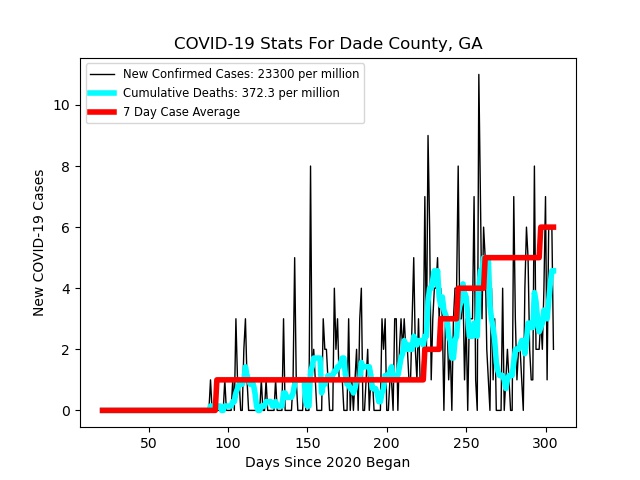 COVID-19 Stats For Dade County, GA
New Confirmed Cases: 23300 per million
Cumulative Deaths: 372.3 per million
7 Day Case Average
New COVID-19 Cases
10
8
6
4
2
0
50 100 150 200 250 300
Days Since 2020 Began